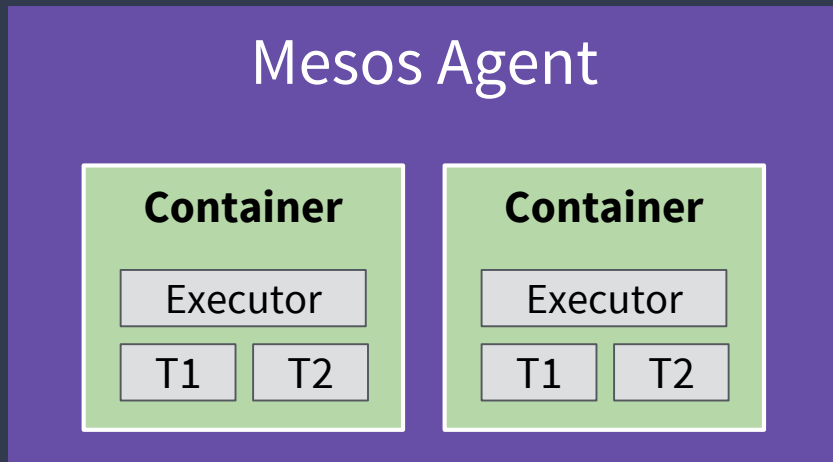 Mesos Agent
Container
Executor
T1 T2
Container
Executor
T1 T2